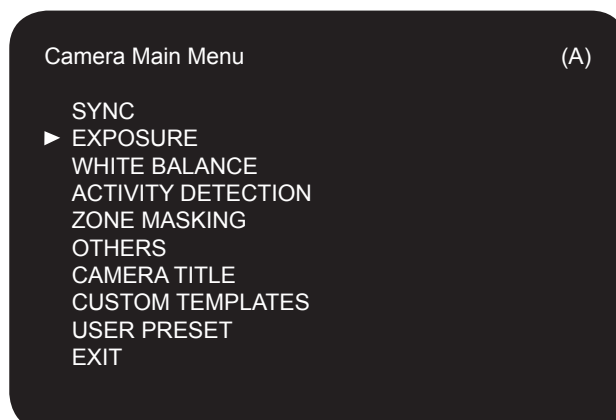 Camera Main Menu (A)
SYNC
► EXPOSURE
WHITE BALANCE
ACTIVITY DETECTION
ZONE MASKING
OTHERS
CAMERA TITLE
CUSTOM TEMPLATES
USER PRESET
EXIT